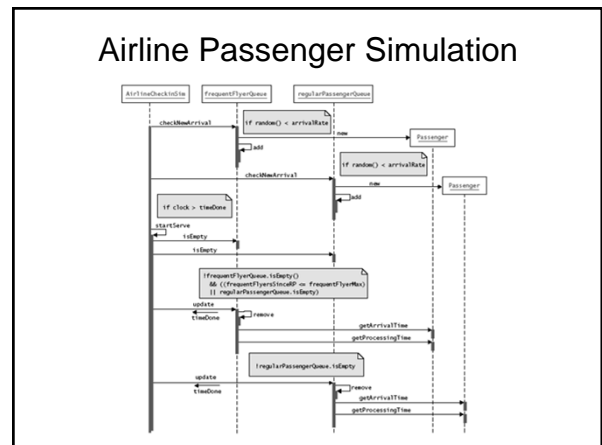 Airline Passenger Simulation
AirlineCheckinSim
frequentFlyerQueue
regularPassengerQueue
checkNewArrival
if random() < arrivalRate
new
Passenger
add
if random() < arrivalRate
checkNewArrival
new
Passenger
add
if clock > timeDone
startServe
isEmpty
isEmpty
!frequentFlyerQueue.isEmpty()
&& ((frequentFlyersSinceRP <= frequentFlyerMax)
|| regularPassengerQueue.isEmpty)
update
timeDone
remove
getArrivalTime
getProcessingTime
!regularPassengerQueue.isEmpty
update
timeDone
remove
getArrivalTime
getProcessingTime